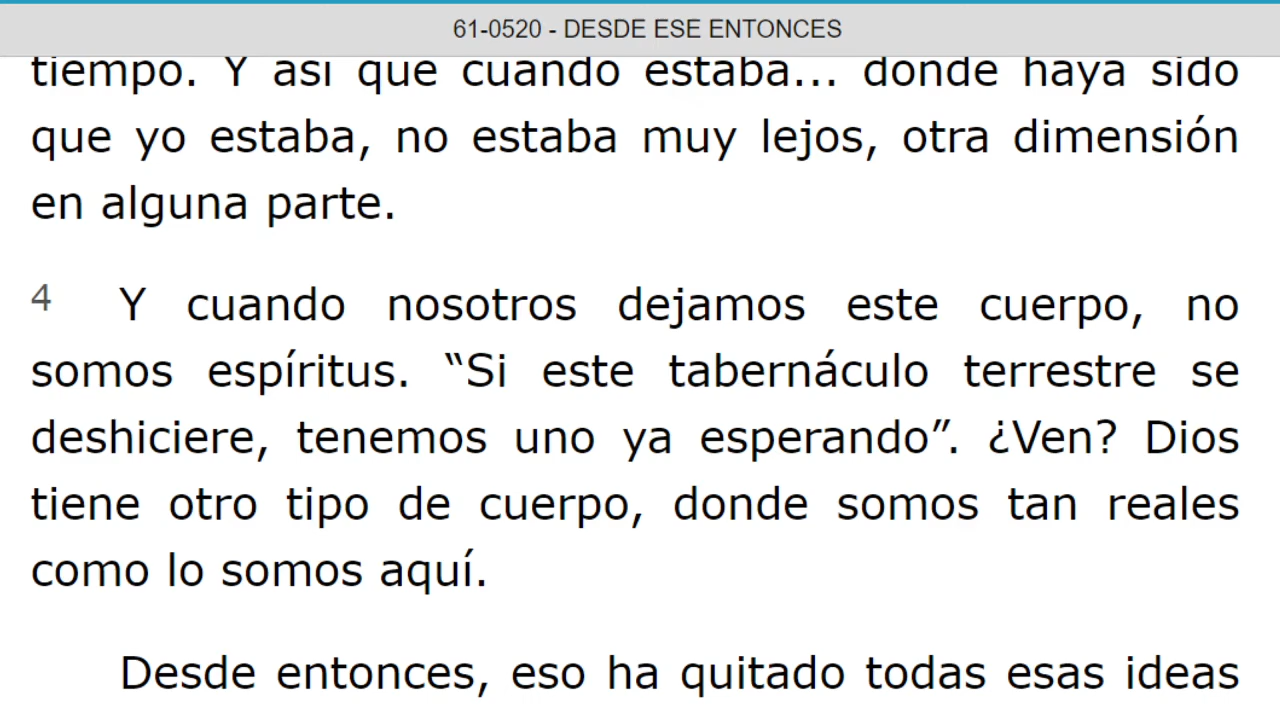 61-0520 - DESDE ESE ENTONCES
tiempo. Y así que cuando estaba... donde haya sido
que yo estaba, no estaba muy lejos, otra dimensión
en alguna parte.
4 Y cuando nosotros dejamos este cuerpo, no
somos espíritus. “Si este tabernáculo terrestre se
deshiciere, tenemos uno ya esperando”. ¿Ven? Dios
tiene otro tipo de cuerpo, donde somos tan reales
como lo somos aquí.
Desde entonces, eso ha quitado todas esas ideas